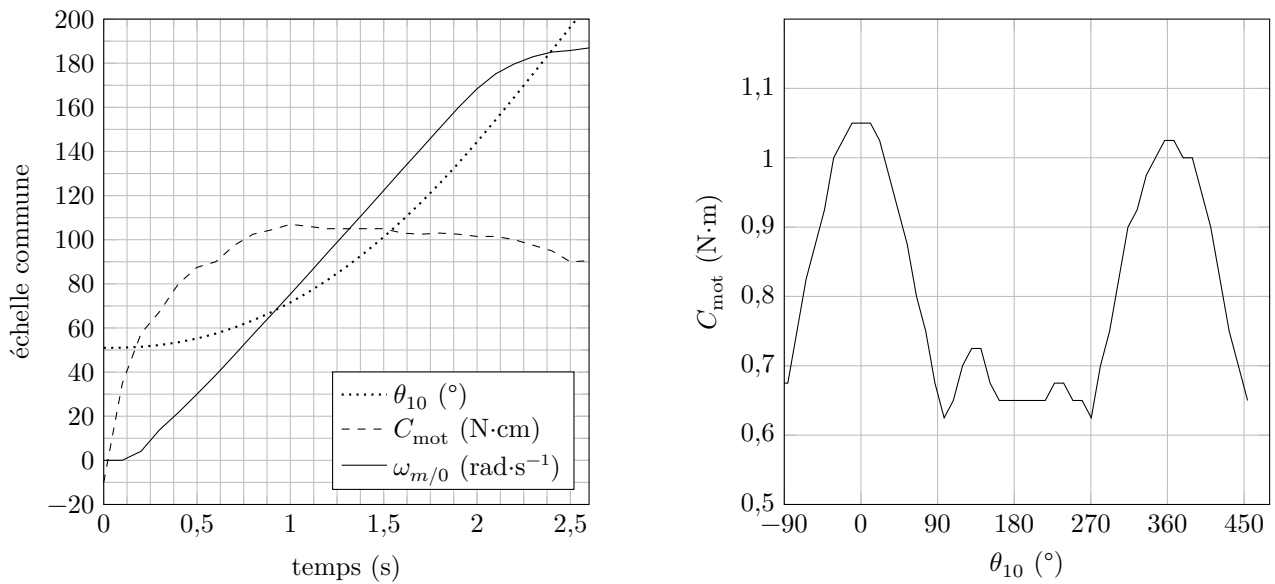 200
180
160
140
120
100
80
60
40
20
0
−20
échelle commune
0 0,5 1 1,5 2 2,5
temps (s)
θ10 (°)
Cmot (N·cm)
ωm/0 (rad·s−1)
1,1
1
0,9
0,8
0,7
0,6
0,5
Cmot (N·m)
−90 0 90 180 270 360 450
θ10 (°)